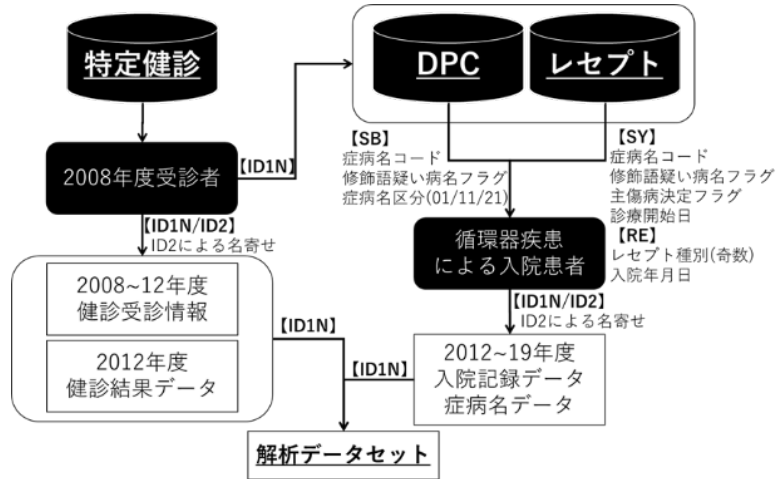 特定健診
DPC
レセプト
【ID1N】
【SB】
症病名コード
修飾語疑い病名フラグ
症病名区分(01/11/21)
【SY】
症病名コード
修飾語疑い病名フラグ
主傷病決定フラグ
診療開始日
2008年度受診者
【ID1N/ID2】
ID2による名寄せ
循環器疾患
による入院患者
【RE】
レセプト種別(奇数)
入院年月日
2008~12年度
健診受診情報
2012年度
健診結果データ
【ID1N/ID2】
ID2による名寄せ
【ID1N】
【ID1N】
2012~19年度
入院記録データ
症病名データ
解析データセット